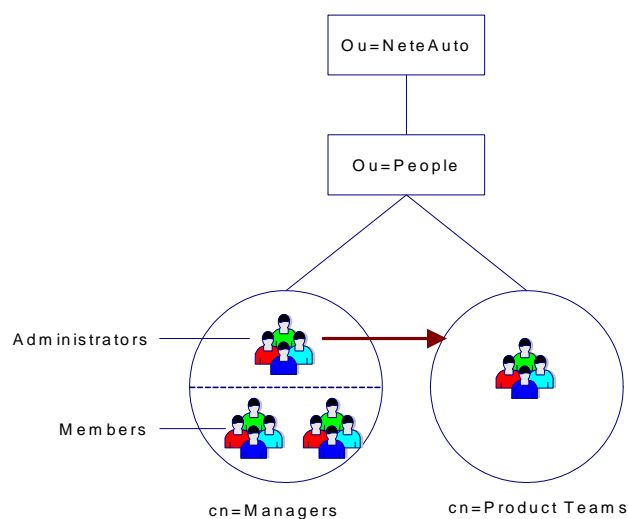 Ou=NeteAuto
Ou=People
Administrators
Members
cn=Managers
cn=Product Teams